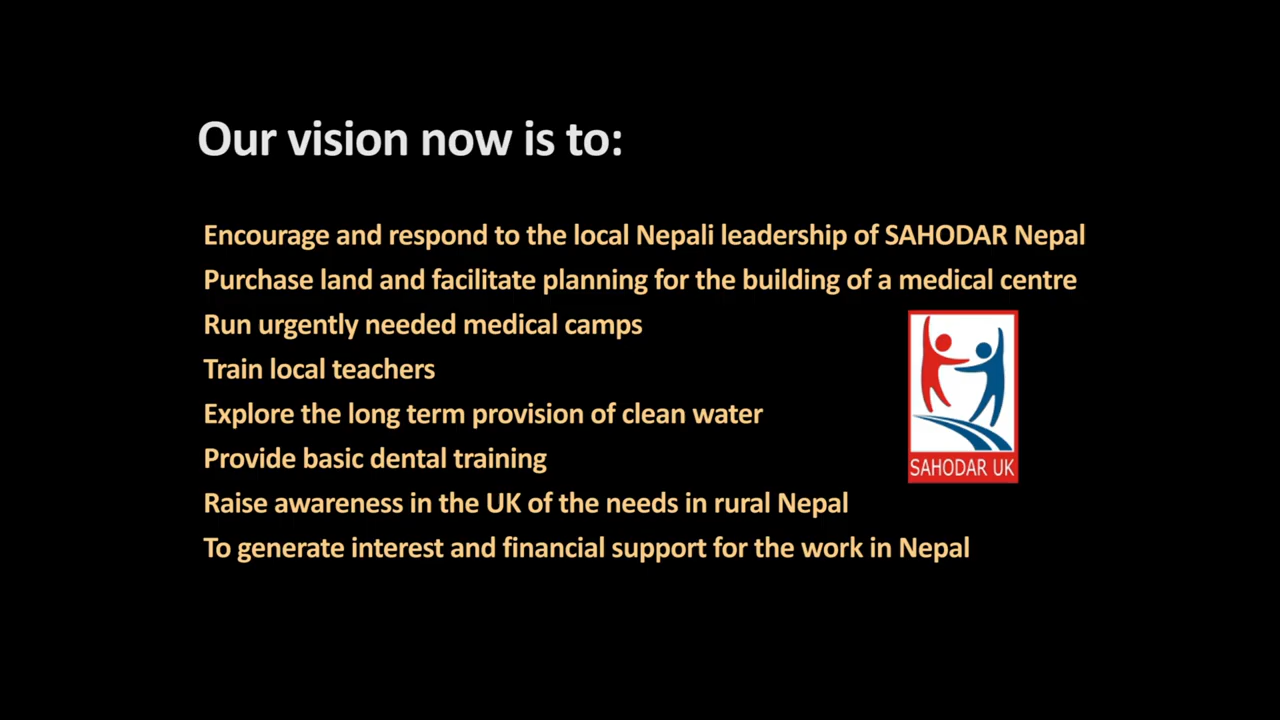 Our vision now is to:
Encourage and respond to the local Nepali leadership of SAHODAR Nepal
Purchase land and facilitate planning for the building of a medical centre
Run urgently needed medical camps
Train local teachers
Explore the long term provision of clean water
Provide basic dental training
SAHODAR UK
Raise awareness in the UK of the needs in rural Nepal
To generate interest and financial support for the work in Nepal